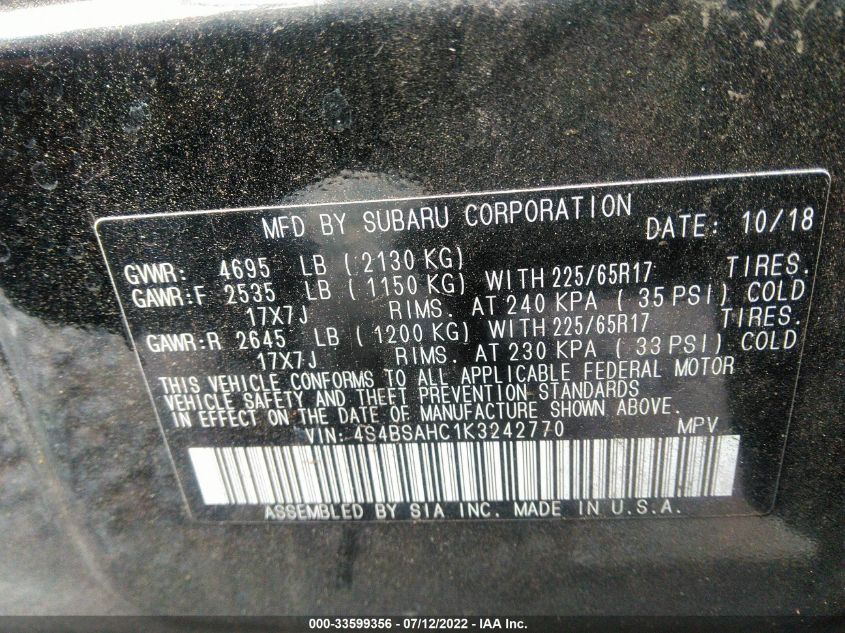 MFD BY SUBARU CORPORATION DATE: 10/18
GVWR: 4695 LB (2130 KG)
GAWR:F 2535 LB (1150 KG) WITH 225/65R17 TIRES.
17X7J RIMS. AT 240 KPA (35 PSI) COLD
GAWR:R 2645 LB (1200 KG) WITH 225/65R17 TIRES.
17X7J RIMS. AT 230 KPA (33 PSI) COLD
THIS VEHICLE CONFORMS TO ALL APPLICABLE FEDERAL MOTOR
VEHICLE SAFETY AND THEFT PREVENTION STANDARDS
IN EFFECT ON THE DATE OF MANUFACTURE SHOWN ABOVE.
VIN: 4S4BSAHC1K3242770 MPV
ASSEMBLED BY SIA INC. MADE IN U.S.A.
000-33599356 - 07/12/2022 - IAA Inc.